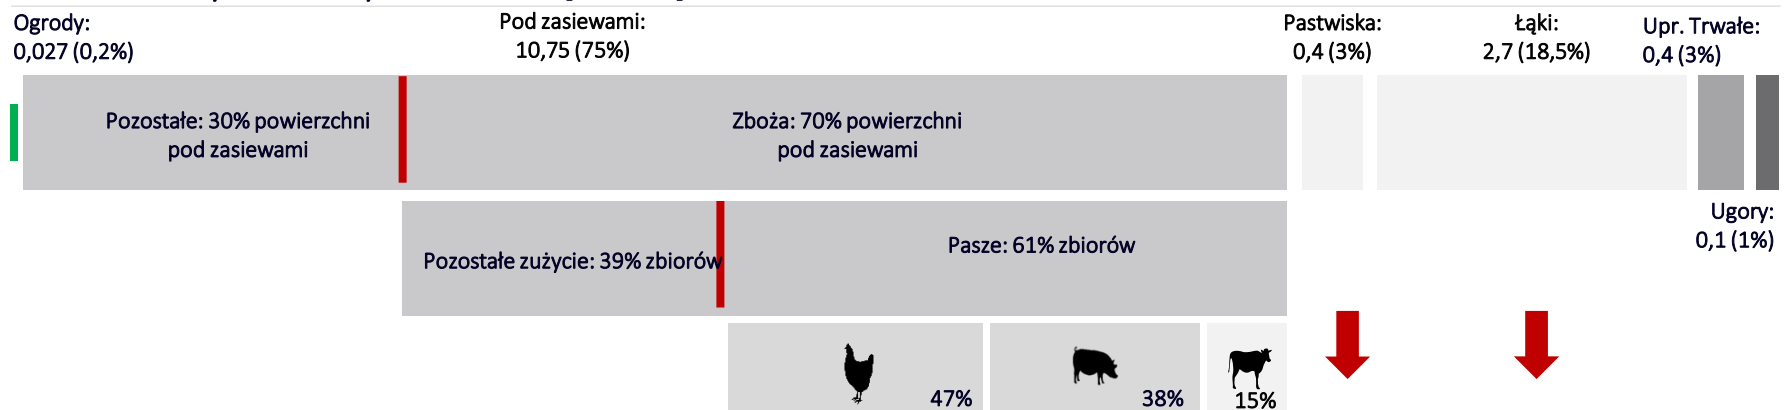 Ogrody:
0,027 (0,2%)
Pod zasiewami:
10,75 (75%)
Pastwiska:
0,4 (3%)
Łąki:
2,7 (18,5%)
Upr. Trwałe:
0,4 (3%)
Pozostałe: 30% powierzchni
pod zasiewami
Zboża: 70% powierzchni
pod zasiewami
Ugory:
0,1 (1%)
Pozostałe zużycie: 39% zbiorów
Pasze: 61% zbiorów
47%
38%
15%